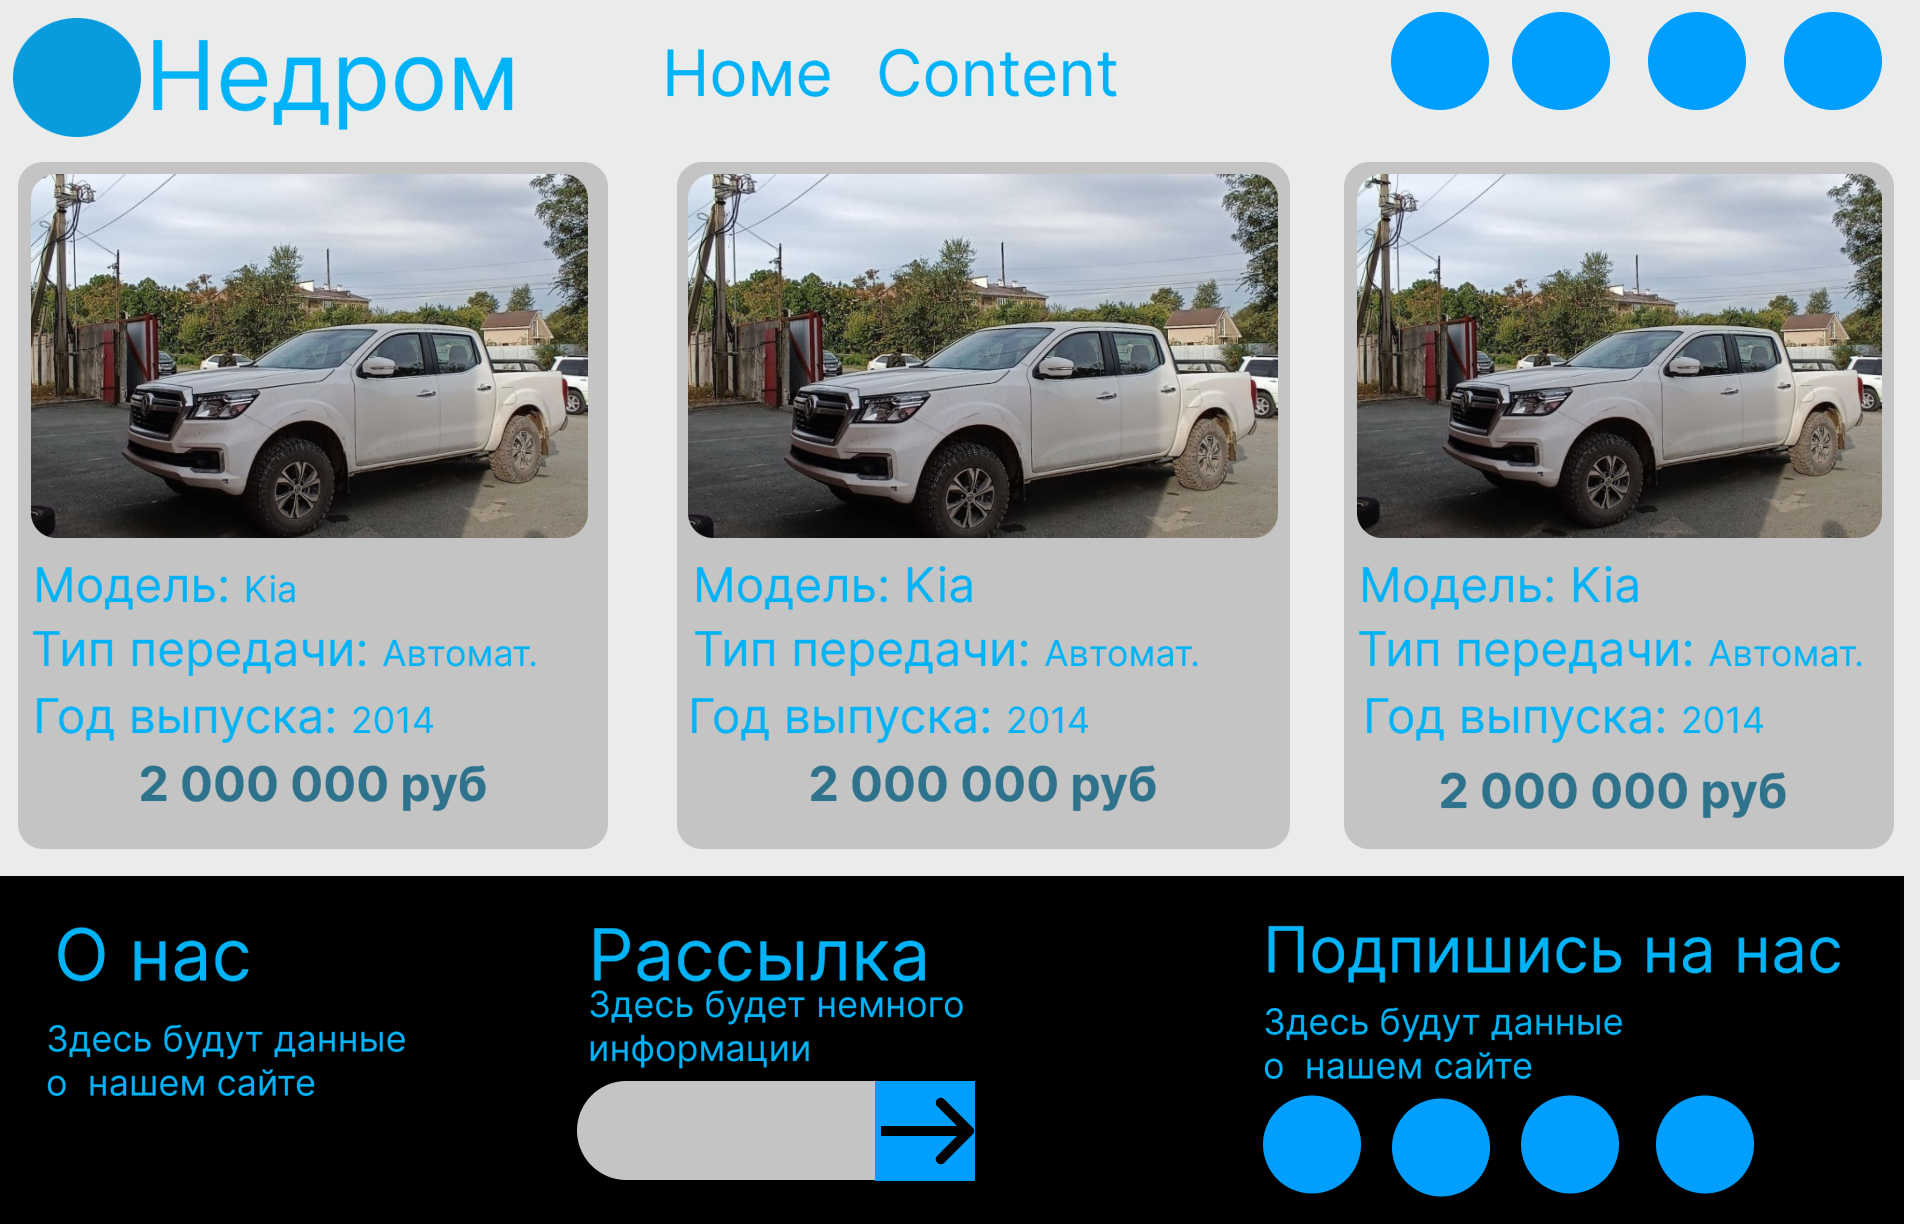 Недром
Номе Content
Модель: Kia
Тип передачи: Автомат.
Год выпуска: 2014
2 000 000 руб
Модель: Kia
Тип передачи: Автомат.
Год выпуска: 2014
2 000 000 руб
Модель: Kia
Тип передачи: Автомат.
Год выпуска: 2014
2 000 000 руб
О нас
Здесь будут данные
о нашем сайте
Рассылка
Здесь будет немного
информации
Подпишись на нас
Здесь будут данные
о нашем сайте